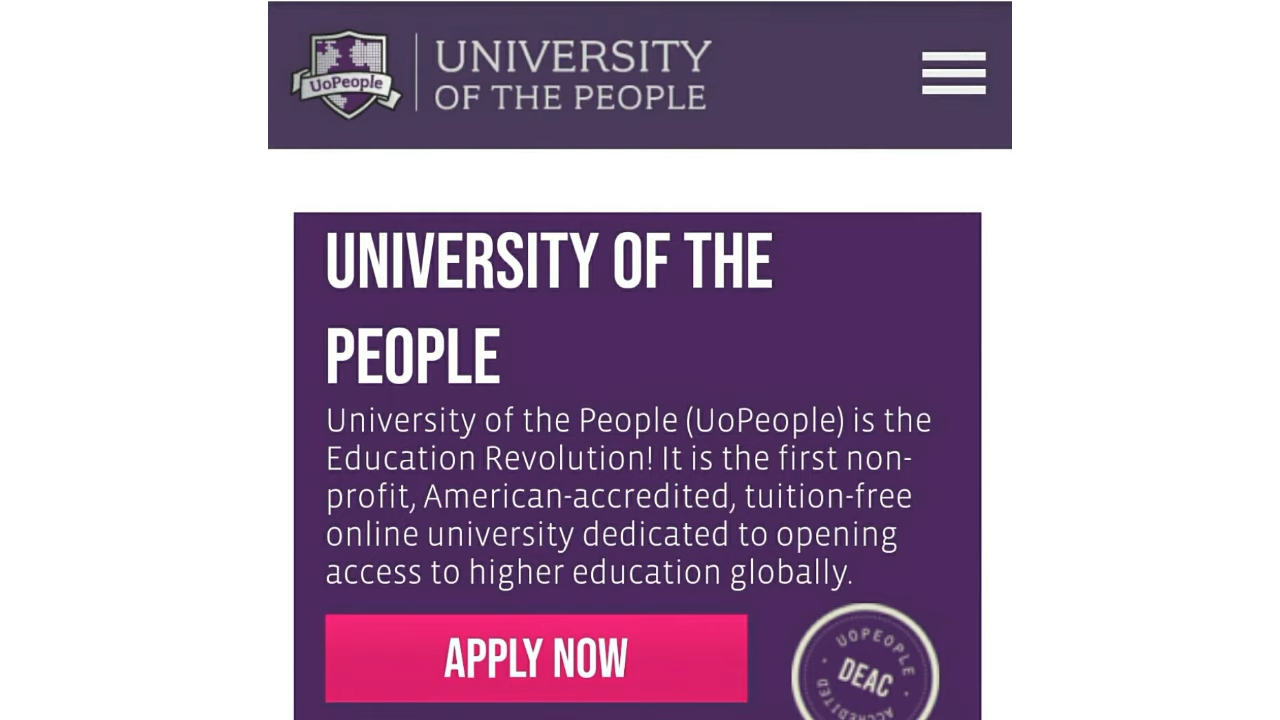 UoPeople
UNIVERSITY
OF THE PEOPLE
UNIVERSITY OF THE
PEOPLE
University of the People (UoPeople) is the
Education Revolution! It is the first non-
profit, American-accredited, tuition-free
online university dedicated to opening
access to higher education globally.
APPLY NOW
UOPEOPLE
DEAC
ACCREDITED